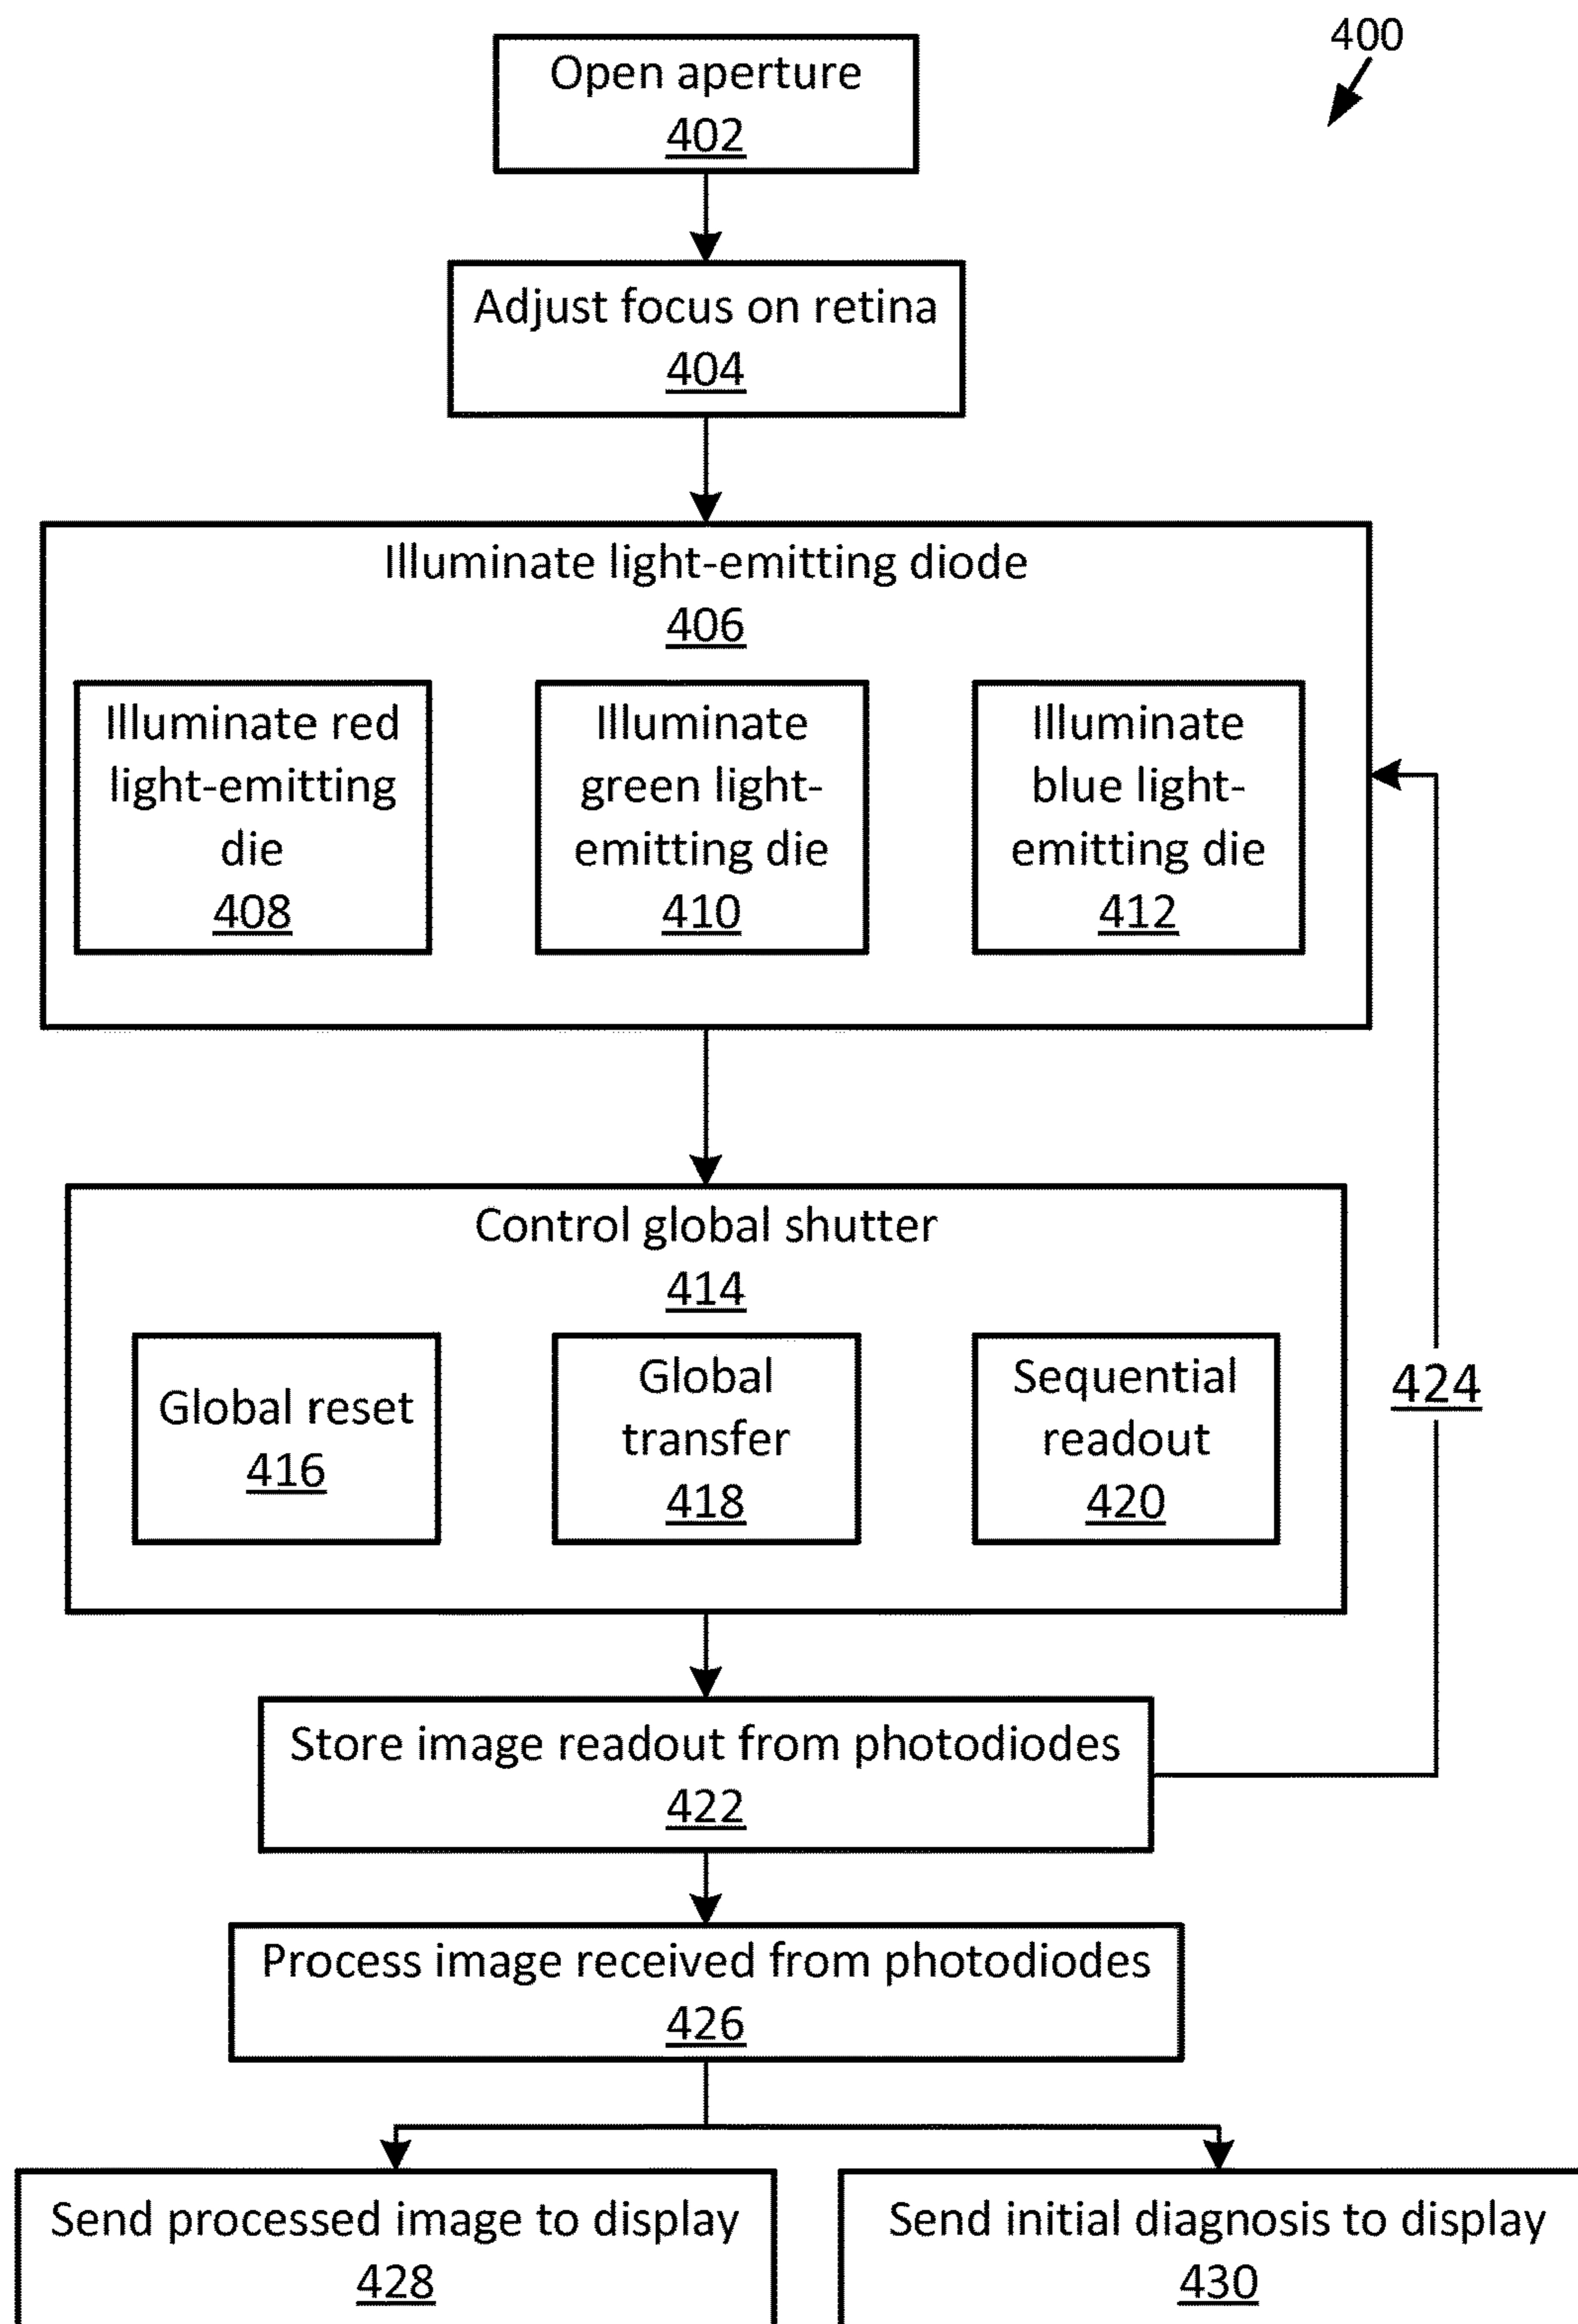 400
Open aperture
402
Adjust focus on retina
404
Illuminate light-emitting diode
406
Illuminate red
light-emitting
die
408
Illuminate
green light-
emitting die
410
Illuminate
blue light-
emitting die
412
Control global shutter
414
Global reset
416
Global
transfer
418
Sequential
readout
420
424
Store image readout from photodiodes
422
Process image received from photodiodes
426
Send processed image to display
428
Send initial diagnosis to display
430